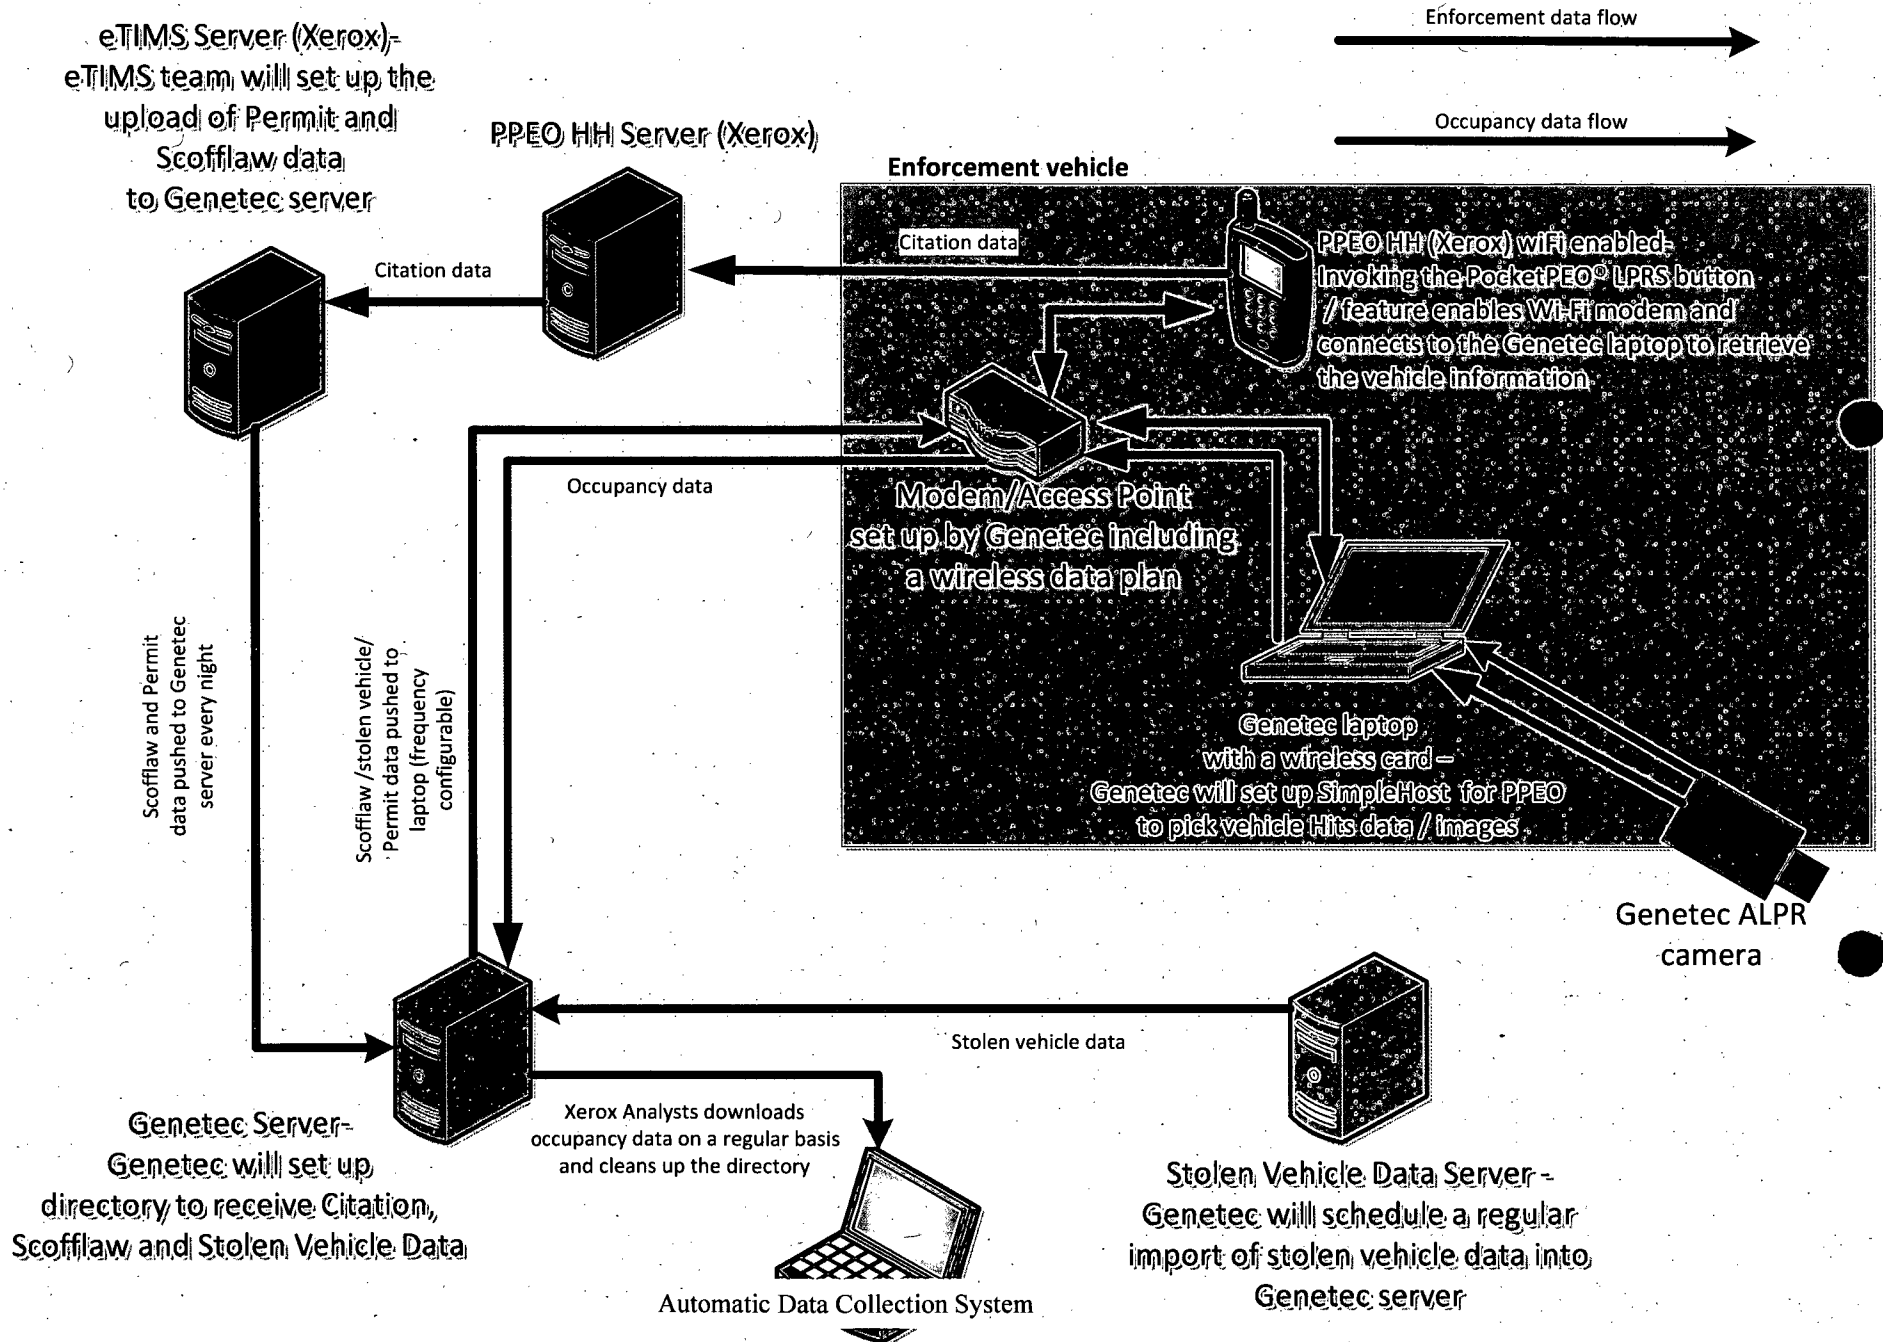 Enforcement data flow
Occupancy data flow
eTIMS Server (Xerox)-
eTIMS team will set up the
upload of Permit and
Scofflaw data
to Genetec server
PPEO HH Server (Xerox)
Enforcement vehicle
Citation data
Citation data
PPEO HH (Xerox) wiFi enabled-
Invoking the PocketPEO® LPRS button
/ feature enables Wi-Fi modem and
connects to the Genetec laptop to retrieve
the vehicle information
Occupancy data
Modem/Access Point
set up by Genetec including
a wireless data plan
Scofflaw and Permit
data pushed to Genetec
server every night
Scofflaw /stolen vehicle/
Permit data pushed to
laptop (frequency
configurable)
Genetec laptop
with a wireless card –
Genetec will set up SimpleHost for PPEO
to pick vehicle Hits data / images
Genetec ALPR
camera
Stolen vehicle data
Genetec Server-
Genetec will set up
directory to receive Citation,
Scofflaw and Stolen Vehicle Data
Xerox Analysts downloads
occupancy data on a regular basis
and cleans up the directory
Stolen Vehicle Data Server -
Genetec will schedule a regular
import of stolen vehicle data into
Genetec server
Automatic Data Collection System